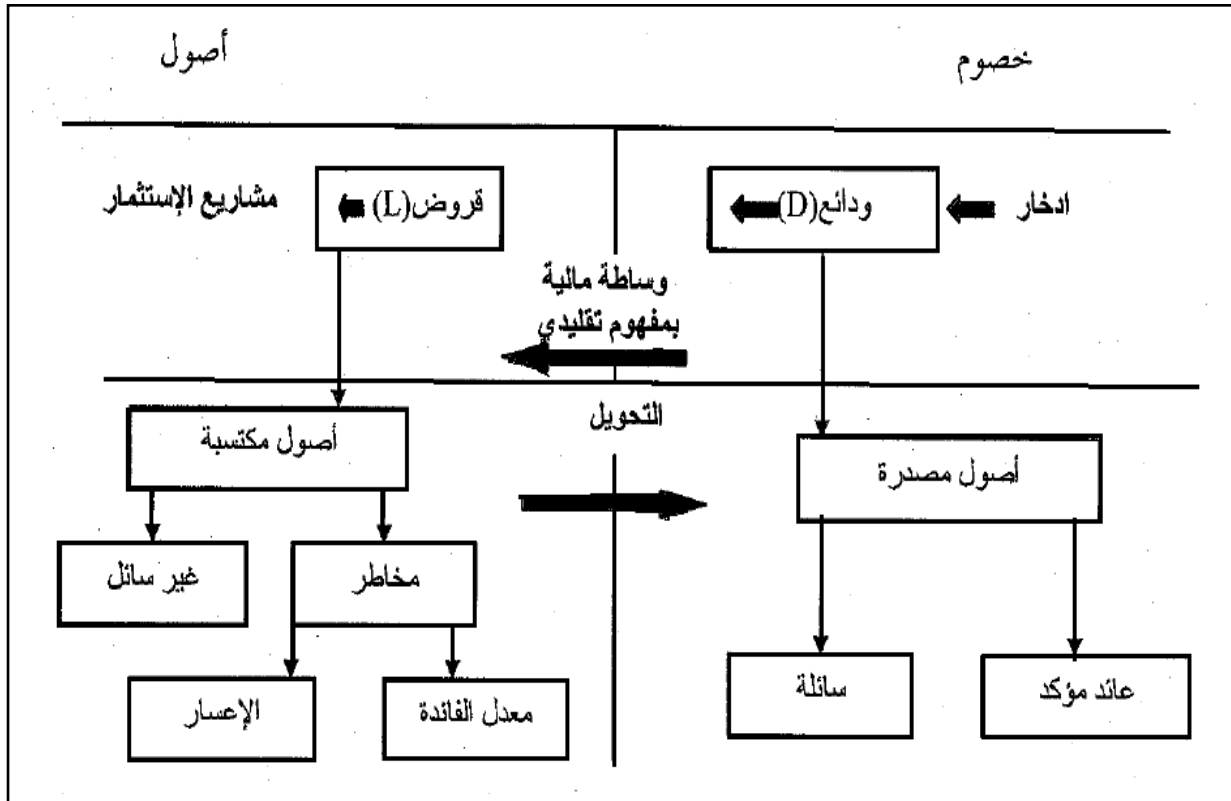 خصوم
أصول
ادخار
ودائع(D)
قروض(L)
مشاريع الإستثمار
وساطة مالية
بمفهوم تقليدي
التحويل
أصول مصدرة
أصول مكتسبة
عائد مؤكد
سائلة
مخاطر
غير سائل
معدل الفائدة
الإعسار